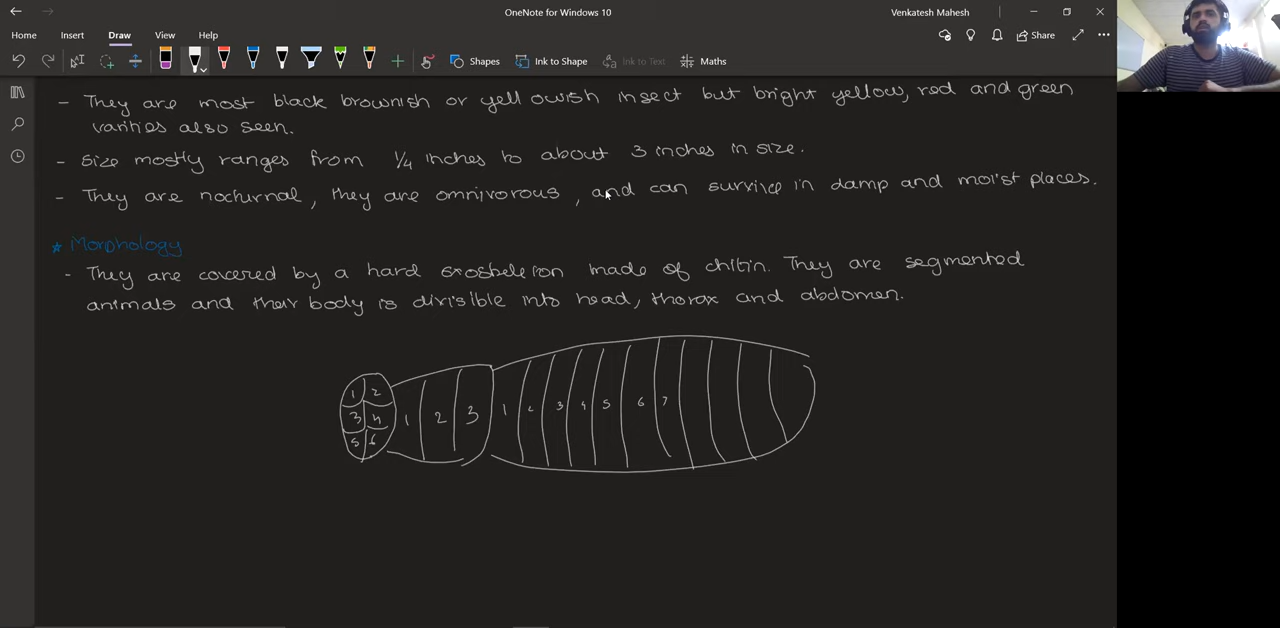 OneNote for Windows 10
Venkatesh Mahesh
Home Insert Draw View Help
Share
Shapes Ink to Shape Ink to Text Maths
- They are most black brownish or yellowish insect but bright yellow, red and green
varities also seen.
- Size mostly ranges from 1/4 inches to about 3 inches in size.
- They are nocturnal, they are omnivorous, and can survive in damp and moist places.
* Morphology
- They are covered by a hard exoskeleton made of chitin. They are segmented
animals and their body is divisible into head, thorax and abdomen.
1 2
3 4
5 6
1 2 3
1 2 3 4 5 6 7